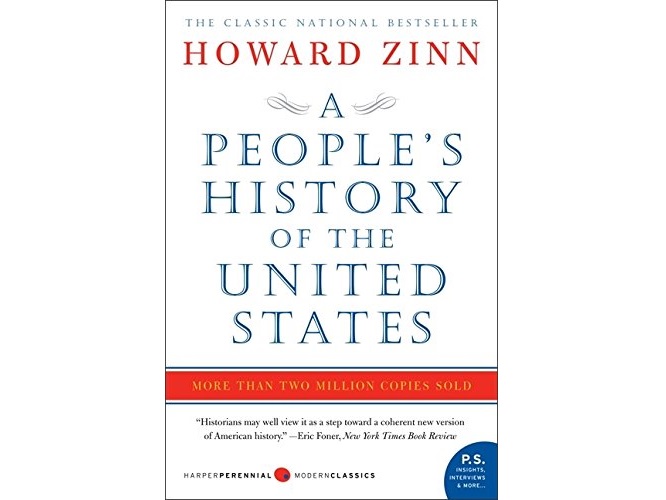 THE CLASSIC NATIONAL BESTSELLER
HOWARD ZINN
A
PEOPLE'S
HISTORY
OF THE
UNITED
STATES
MORE THAN TWO MILLION COPIES SOLD
“Historians may well view it as a step toward a coherent new version
of American history.” —Eric Foner, New York Times Book Review
P.S.
INSIGHTS,
INTERVIEWS
& MORE...
HARPERPERENNIAL MODERNCLASSICS